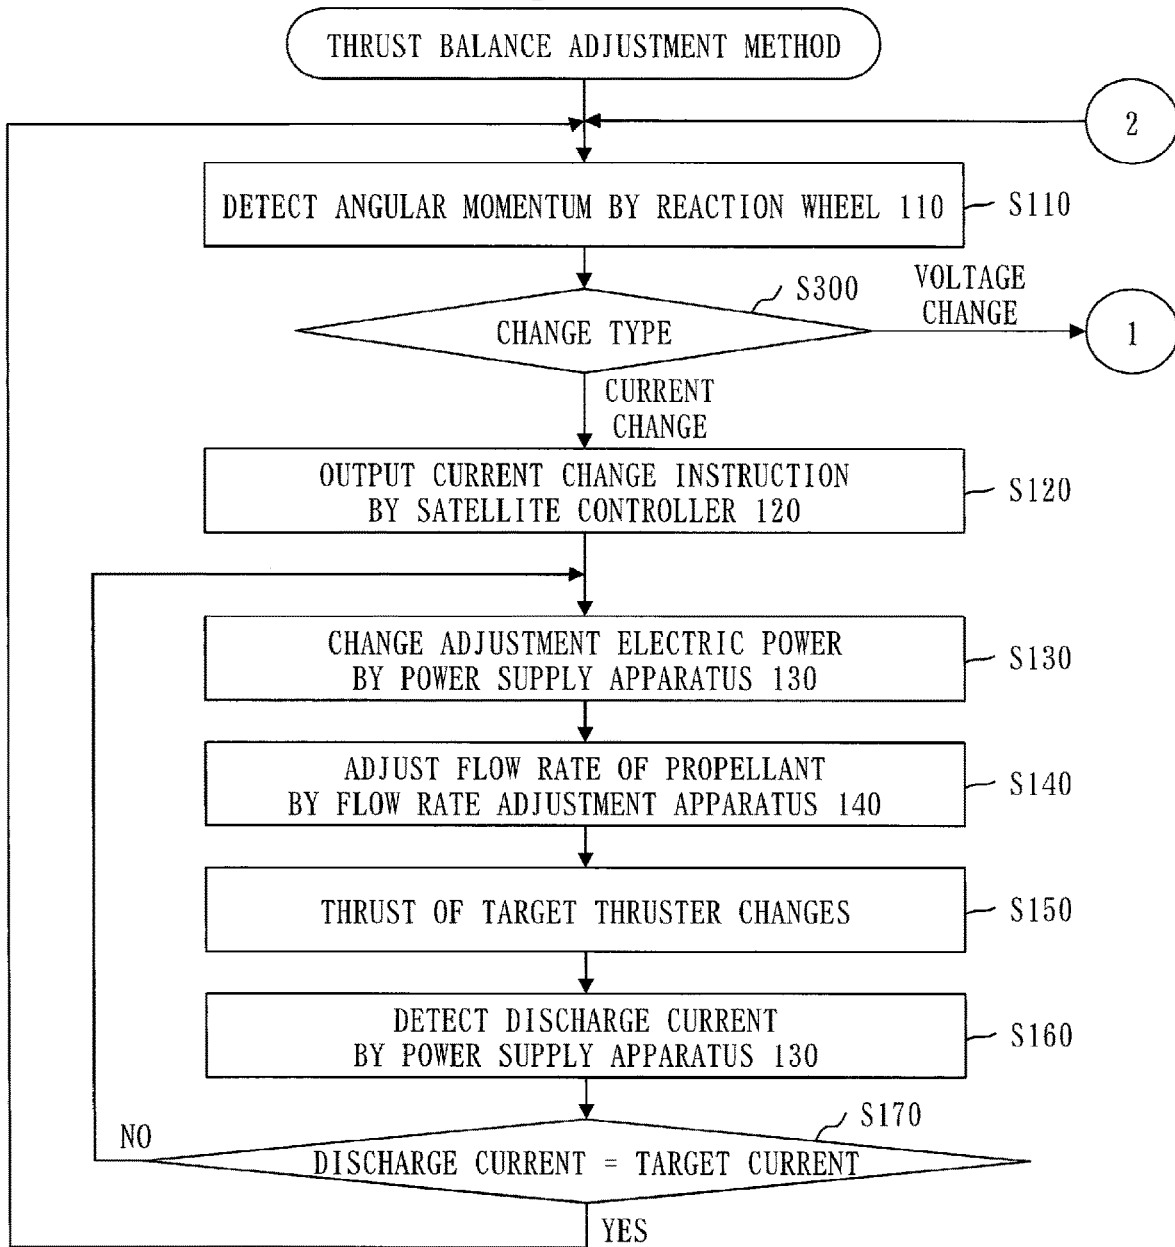 THRUST BALANCE ADJUSTMENT METHOD
2
DETECT ANGULAR MOMENTUM BY REACTION WHEEL 110
S110
S300
VOLTAGE
CHANGE
CHANGE TYPE
1
CURRENT
CHANGE
OUTPUT CURRENT CHANGE INSTRUCTION
BY SATELLITE CONTROLLER 120
S120
CHANGE ADJUSTMENT ELECTRIC POWER
BY POWER SUPPLY APPARATUS 130
S130
ADJUST FLOW RATE OF PROPELLANT
BY FLOW RATE ADJUSTMENT APPARATUS 140
S140
THRUST OF TARGET THRUSTER CHANGES
S150
DETECT DISCHARGE CURRENT
BY POWER SUPPLY APPARATUS 130
S160
S170
NO
DISCHARGE CURRENT = TARGET CURRENT
YES